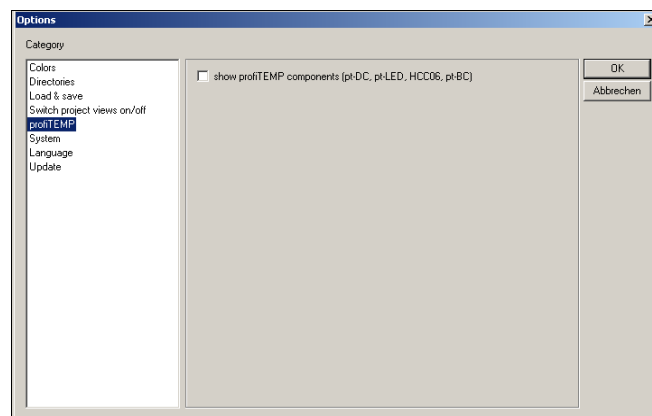 Options
Category
Colors
Directories
Load & save
Switch project views on/off
profiTEMP
System
Language
Update
show profiTEMP components (pt-DC, pt-LED, HCC06, pt-BC)
OK
Abbrechen